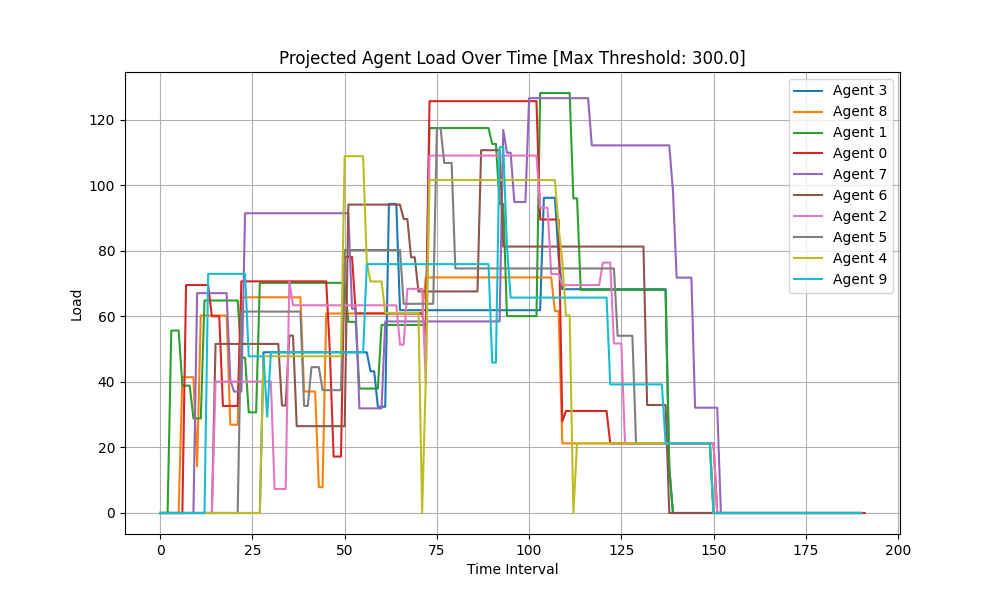 Projected Agent Load Over Time [Max Threshold: 300.0]
Load
120
100
80
60
40
20
0
Agent 3
Agent 8
Agent 1
Agent 0
Agent 7
Agent 6
Agent 2
Agent 5
Agent 4
Agent 9
0 25 50 75 100 125 150 175 200
Time Interval